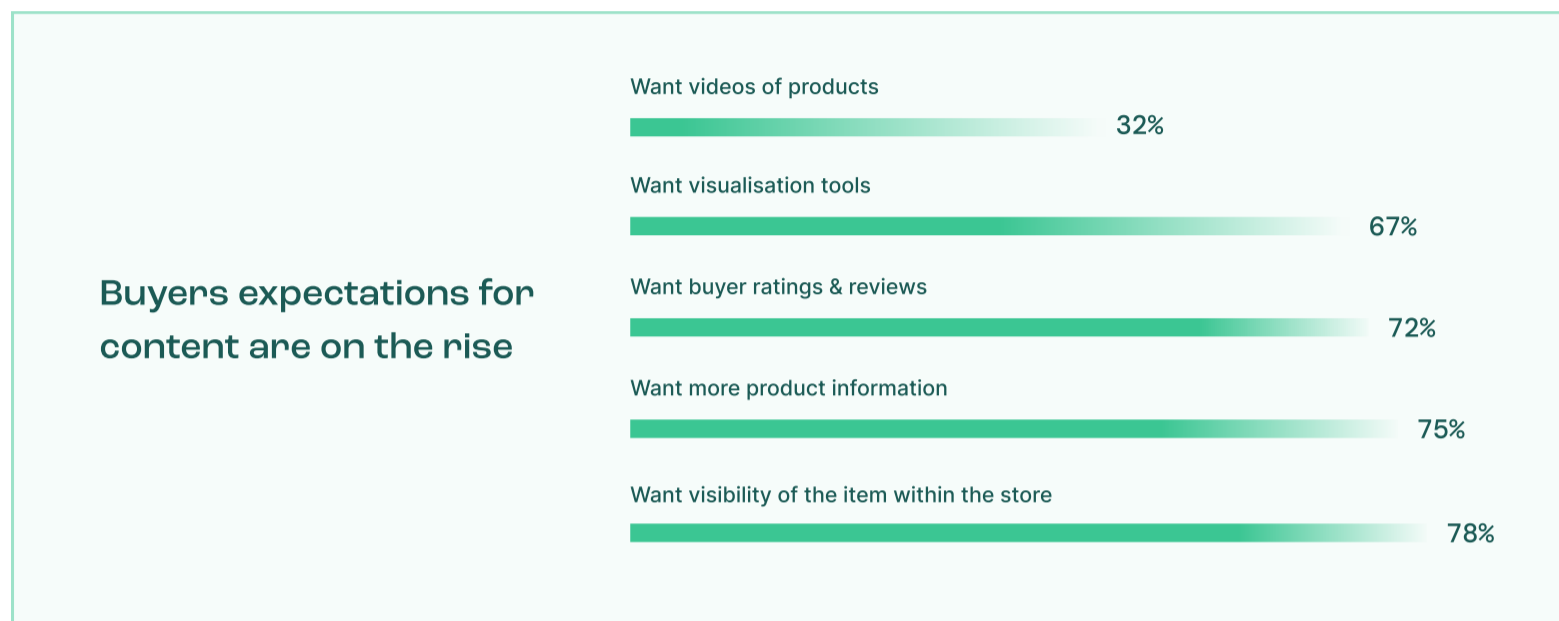 Buyers expectations for
content are on the rise
Want videos of products
32%
Want visualisation tools
67%
Want buyer ratings & reviews
72%
Want more product information
75%
Want visibility of the item within the store
78%